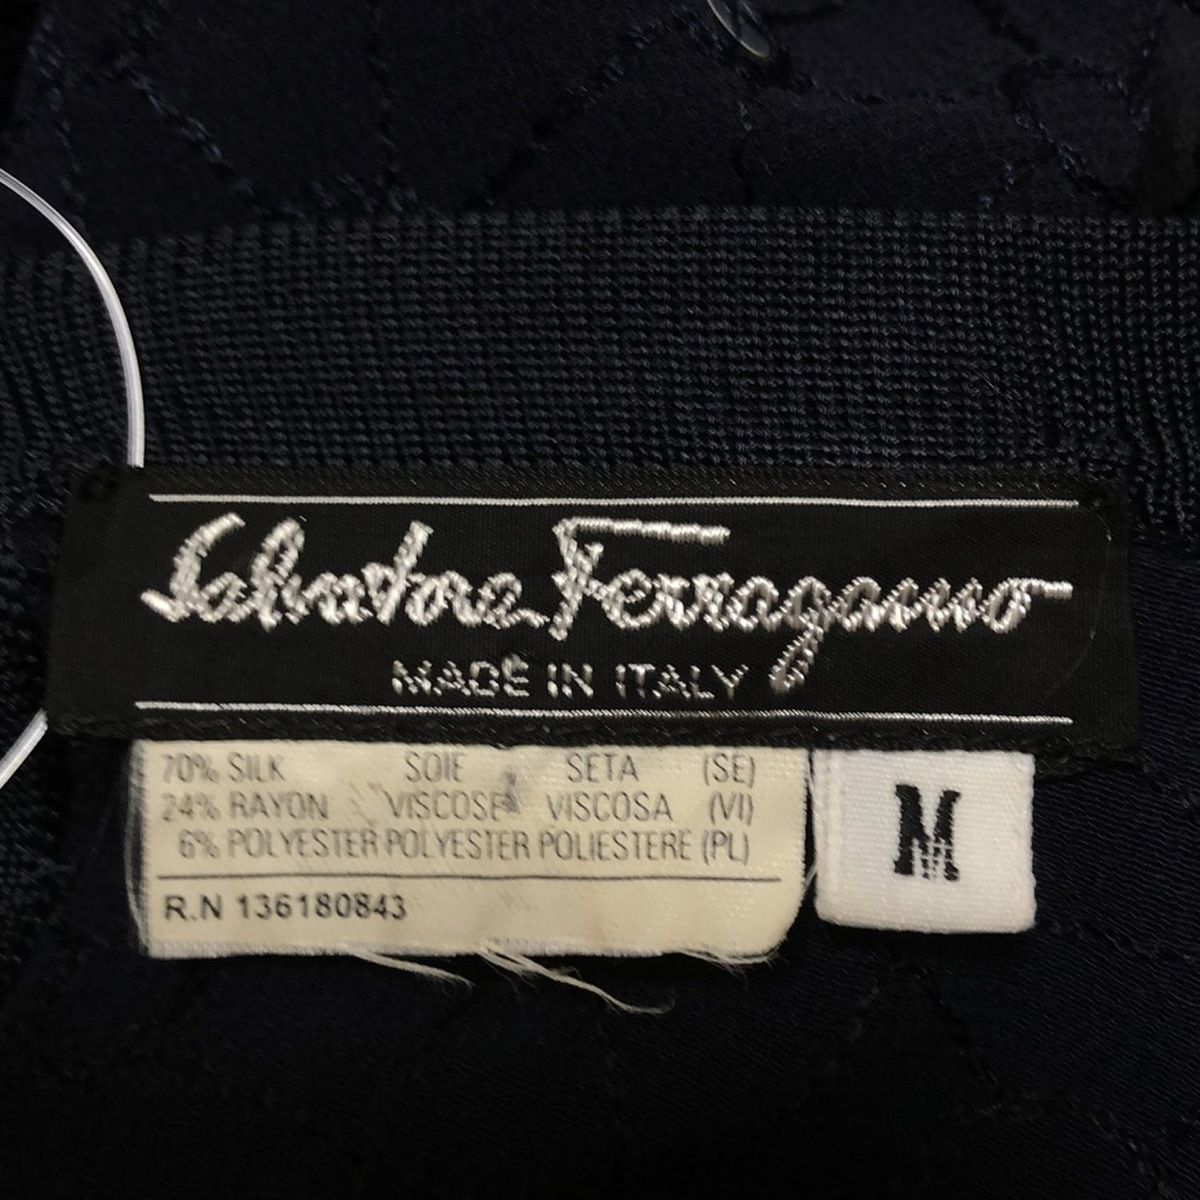 Salvatore Ferragamo
MADE IN ITALY
70% SILK SOIE SETA (SE)
24% RAYON VISCOSE VISCOSA (VI)
6% POLYESTER POLYESTER POLIESTERE (PL)
R.N 136180843
M